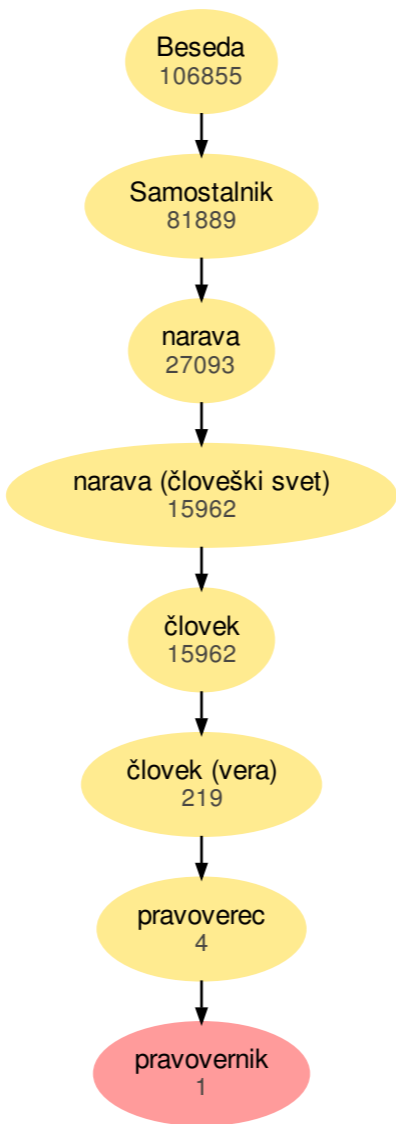 Beseda
106855
Samostalnik
81889
narava
27093
narava (človeški svet)
15962
človek
15962
človek (vera)
219
pravoverec
4
pravovernik
1